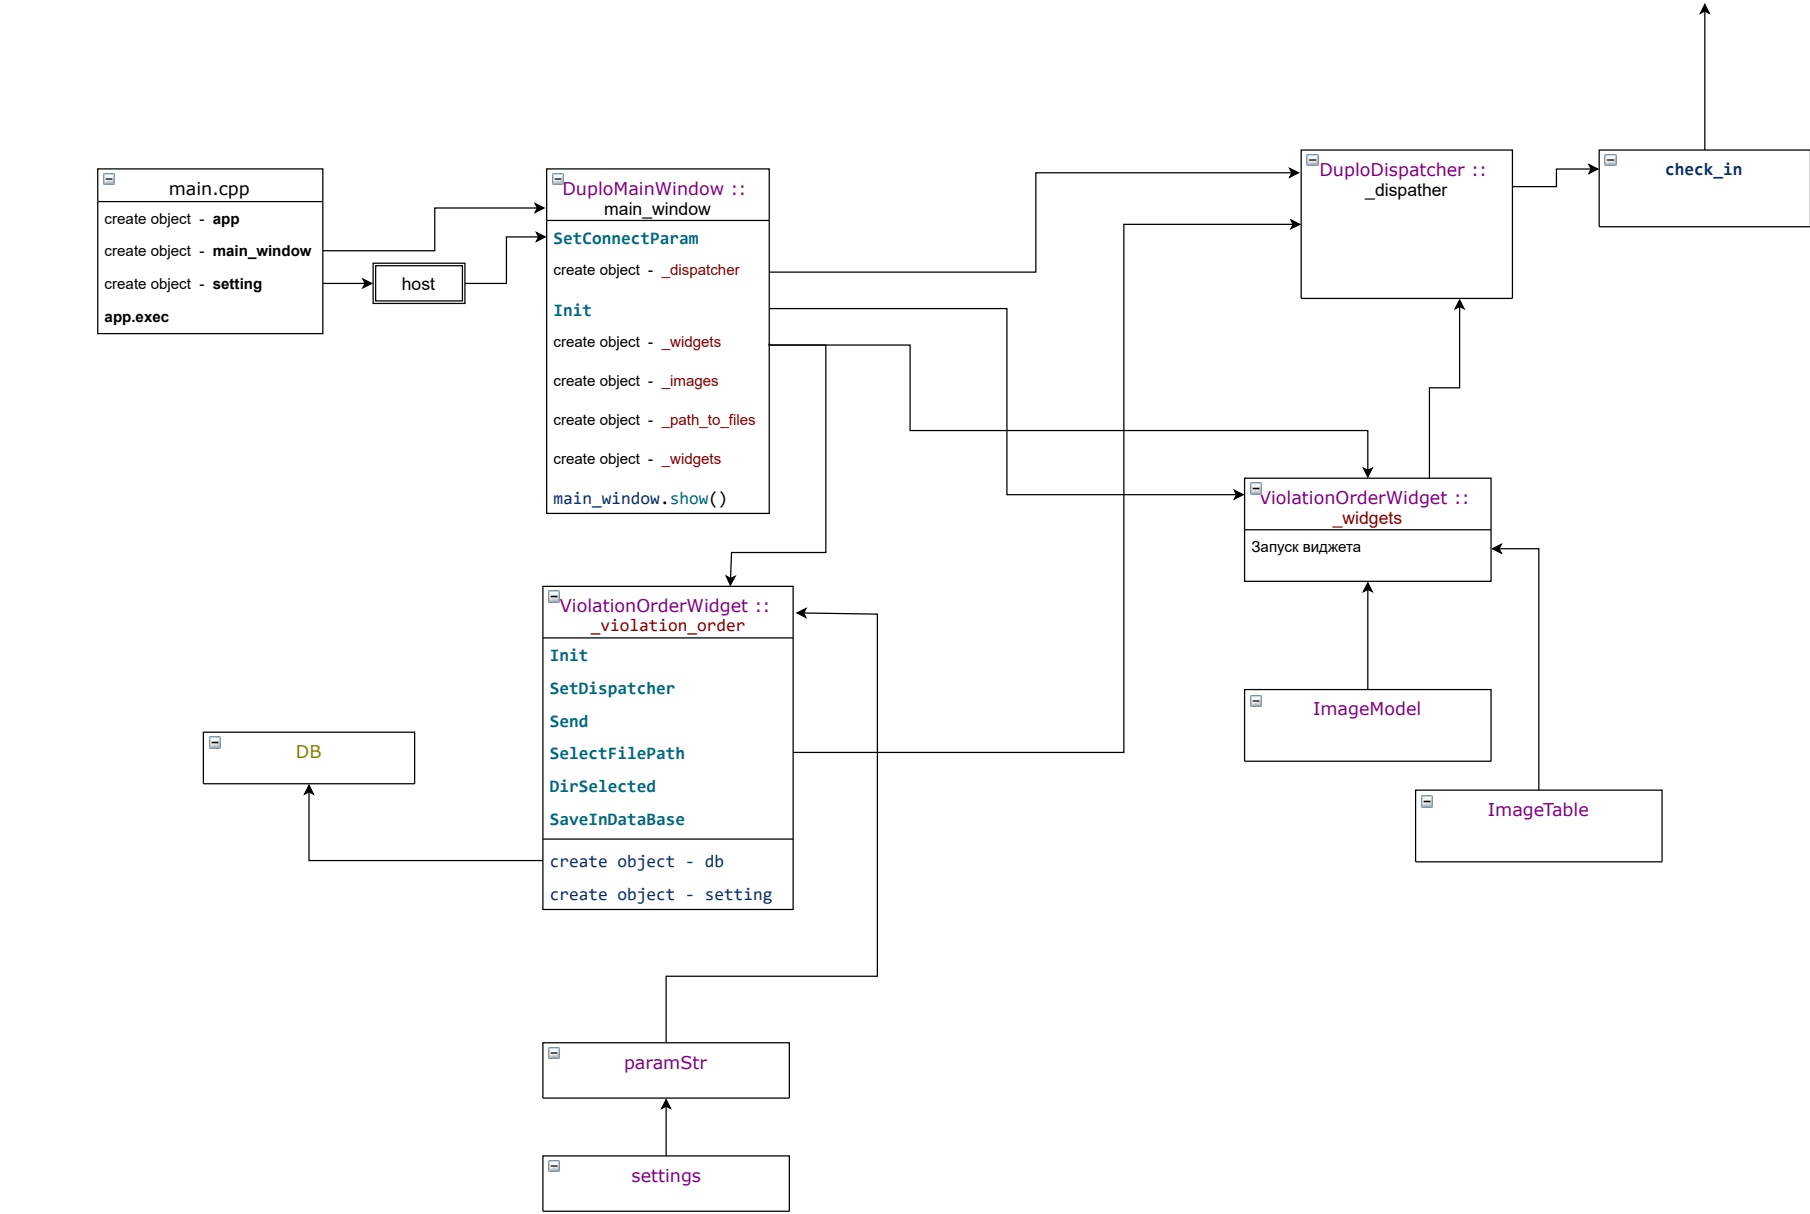 main.cpp
create object - app
create object - main_window
create object - setting
app.exec
host
DuploMainWindow ::
main_window
SetConnectParam
create object - _dispatcher
Init
create object - _widgets
create object - _images
create object - _path_to_files
create object - _widgets
main_window.show()
DuploDispatcher ::
_dispather
check_in
ViolationOrderWidget ::
_widgets
Запуск виджета
ViolationOrderWidget ::
_violation_order
Init
SetDispatcher
Send
SelectFilePath
DirSelected
SaveInDataBase
create object - db
create object - setting
DB
ImageModel
ImageTable
paramStr
settings